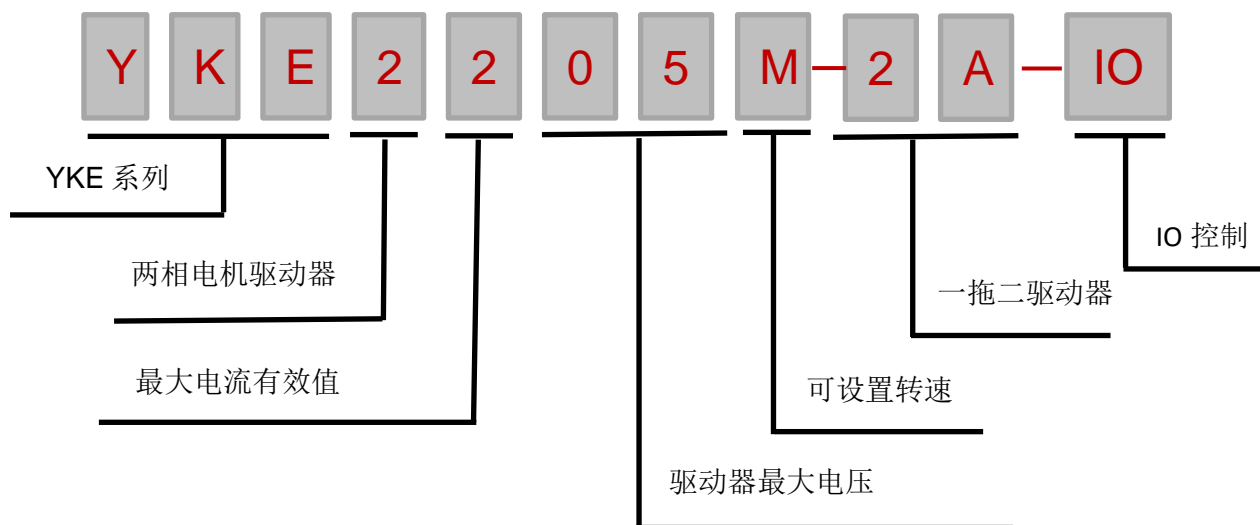 YKE2205M-2A-IO
YKE 系列
IO 控制
两相电机驱动器
一拖二驱动器
最大电流有效值
可设置转速
驱动器最大电压